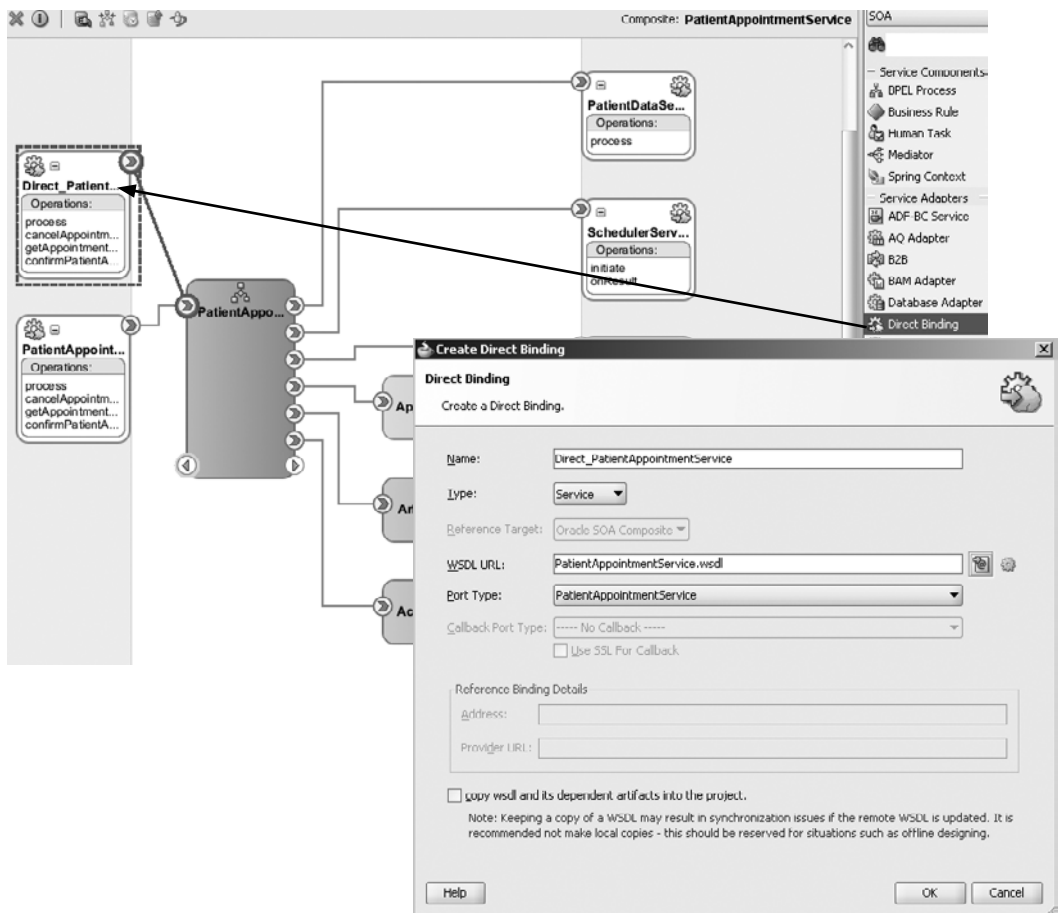 Composite: PatientAppointmentService
Direct_Patient...
Operations:
process
cancelAppointm...
getAppointment...
confirmPatientA...
PatientAppoint...
Operations:
process
cancelAppointm...
getAppointment...
confirmPatientA...
PatientAppo...
PatientDataSe...
Operations:
process
SchedulerServ...
Operations:
initiate
onResult
Ap
Ar
Ac
SOA
Service Components
BPEL Process
Business Rule
Human Task
Mediator
Spring Context
Service Adapters
ADF-BC Service
AQ Adapter
B2B
BAM Adapter
Database Adapter
Direct Binding
Create Direct Binding
Direct Binding
Create a Direct Binding.
Name: Direct_PatientAppointmentService
Type: Service
Reference Target: Oracle SOA Composite
WSDL URL: PatientAppointmentService.wsdl
Port Type: PatientAppointmentService
Callback Port Type: ----- No Callback -----
Use SSL For Callback
Reference Binding Details
Address:
Provider URL:
copy wsdl and its dependent artifacts into the project.
Note: Keeping a copy of a WSDL may result in synchronization issues if the remote WSDL is updated. It is
recommended not make local copies - this should be reserved for situations such as offline designing.
Help
OK
Cancel